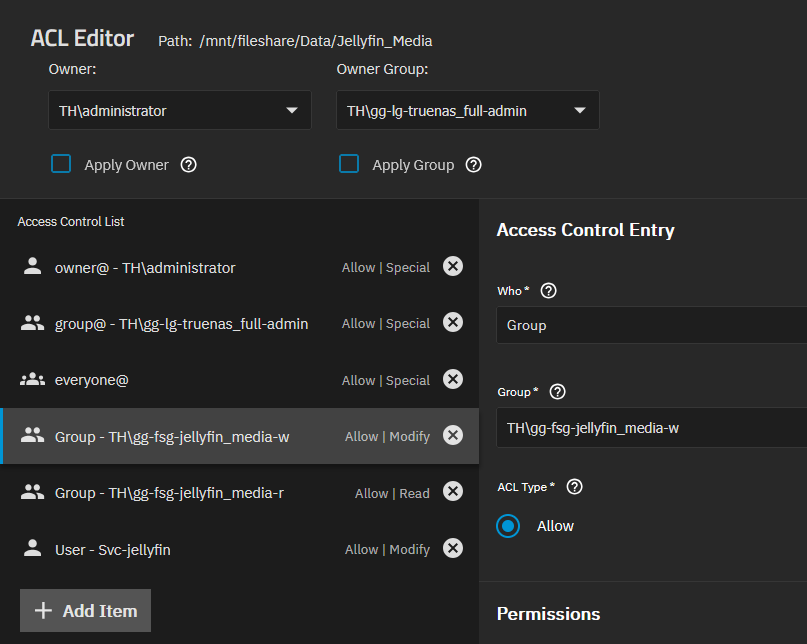 ACL Editor Path: /mnt/fileshare/Data/Jellyfin_Media
Owner: Owner Group:
TH\administrator TH\gg-lg-truenas_full-admin
Apply Owner Apply Group
Access Control List
owner@ - TH\administrator Allow | Special
group@ - TH\gg-lg-truenas_full-admin Allow | Special
everyone@ Allow | Special
Group - TH\gg-fsg-jellyfin_media-w Allow | Modify
Group - TH\gg-fsg-jellyfin_media-r Allow | Read
User - Svc-jellyfin Allow | Modify
+ Add Item
Access Control Entry
Who *
Group
Group *
TH\gg-fsg-jellyfin_media-w
ACL Type *
Allow
Permissions